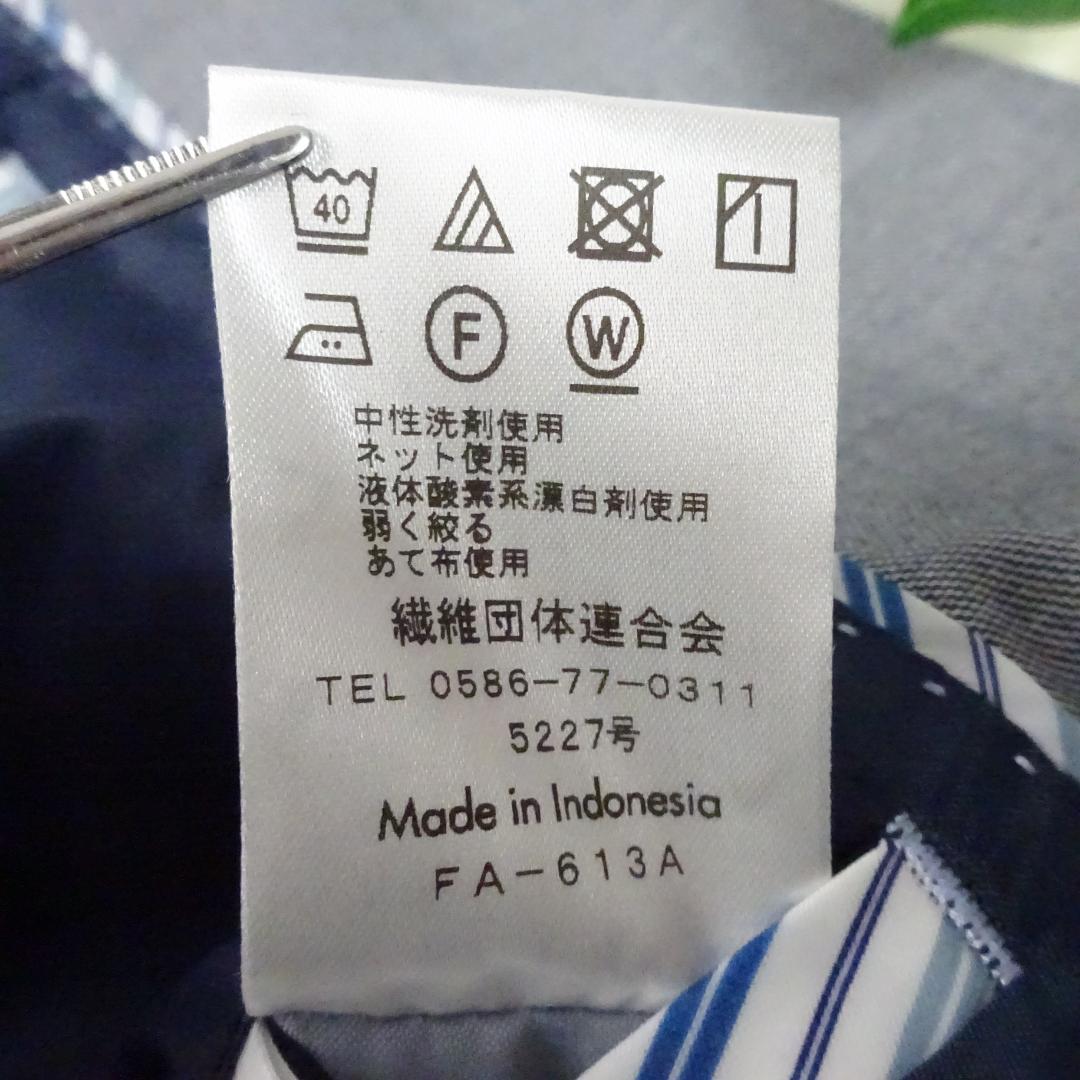 40
F W
中性洗剤使用
ネット使用
液体酸素系漂白剤使用
弱く絞る
あて布使用
繊維団体連合会
TEL 0586-77-0311
5227号
Made in Indonesia
FA-613A